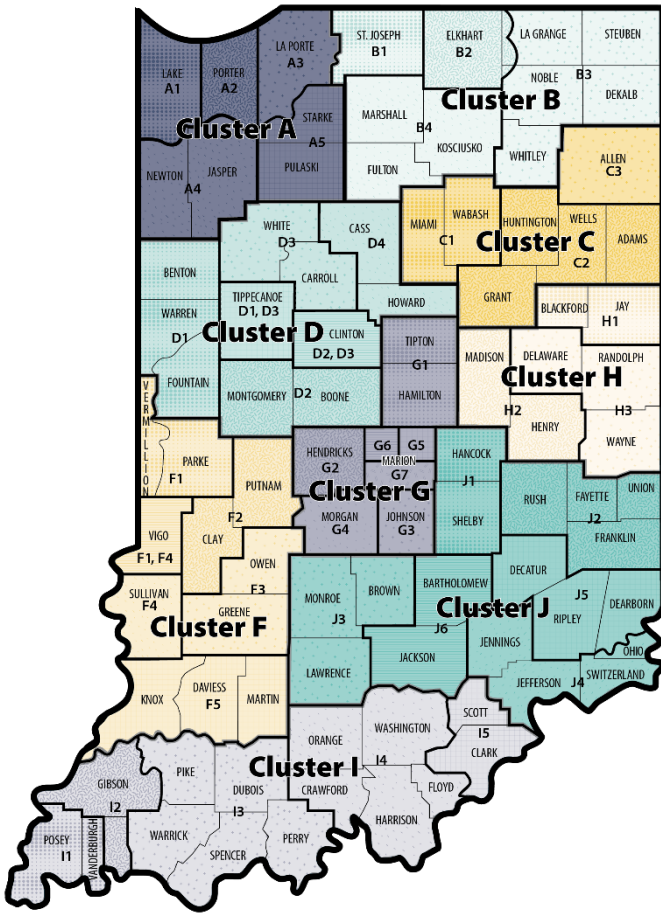 LAKE
A1
PORTER
A2
LA PORTE
A3
ST. JOSEPH
B1
ELKHART
B2
LA GRANGE
STEUBEN
NOBLE
B3
DEKALB
Cluster A
STARKE
A5
PULASKI
MARSHALL
B4
KOSCIUSKO
FULTON
Cluster B
WHITLEY
ALLEN
C3
NEWTON
JASPER
A4
WHITE
D3
CASS
D4
CARROLL
HOWARD
MIAMI
WABASH
C1
HUNTINGTON
WELLS
ADAMS
Cluster C
C2
GRANT
BENTON
WARREN
D1
FOUNTAIN
TIPPECANOE
D1, D3
Cluster D
CLINTON
D2, D3
TIPTON
G1
HAMILTON
BLACKFORD
JAY
H1
MADISON
DELAWARE
RANDOLPH
Cluster H
H2
HENRY
H3
WAYNE
MONTGOMERY
D2
BOONE
VERMILLION
PARKE
F1
PUTNAM
HENDRICKS
G2
G6
G5
MARION
G7
HANCOCK
J1
SHELBY
Cluster G
MORGAN
G4
JOHNSON
G3
RUSH
FAYETTE
UNION
J2
FRANKLIN
VIGO
F1, F4
CLAY
F2
OWEN
F3
SULLIVAN
F4
GREENE
Cluster F
MONROE
BROWN
J3
LAWRENCE
BARTHOLOMEW
DECATUR
Cluster J
J6
JACKSON
JENNINGS
J5
RIPLEY
DEARBORN
OHIO
JEFFERSON
J4
SWITZERLAND
KNOX
DAVIESS
F5
MARTIN
ORANGE
WASHINGTON
SCOTT
I5
CLARK
Cluster I
I4
CRAWFORD
FLOYD
HARRISON
GIBSON
I2
PIKE
DUBOIS
I3
POSEY
I1
VANDERBURGH
WARRICK
SPENCER
PERRY